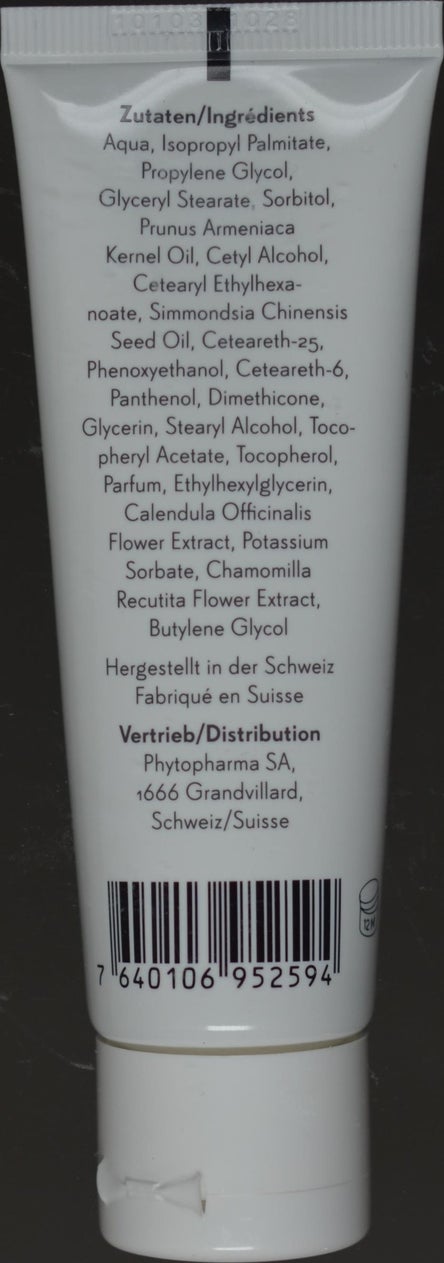 10103 1028
Zutaten/Ingrédients
Aqua, Isopropyl Palmitate,
Propylene Glycol,
Glyceryl Stearate, Sorbitol,
Prunus Armeniaca
Kernel Oil, Cetyl Alcohol,
Cetearyl Ethylhexa-
noate, Simmondsia Chinensis
Seed Oil, Ceteareth-25,
Phenoxyethanol, Ceteareth-6,
Panthenol, Dimethicone,
Glycerin, Stearyl Alcohol, Toco-
pheryl Acetate, Tocopherol,
Parfum, Ethylhexylglycerin,
Calendula Officinalis
Flower Extract, Potassium
Sorbate, Chamomilla
Recutita Flower Extract,
Butylene Glycol
Hergestellt in der Schweiz
Fabriqué en Suisse
Vertrieb/Distribution
Phytopharma SA,
1666 Grandvillard,
Schweiz/Suisse
12 M
7 640106 952594